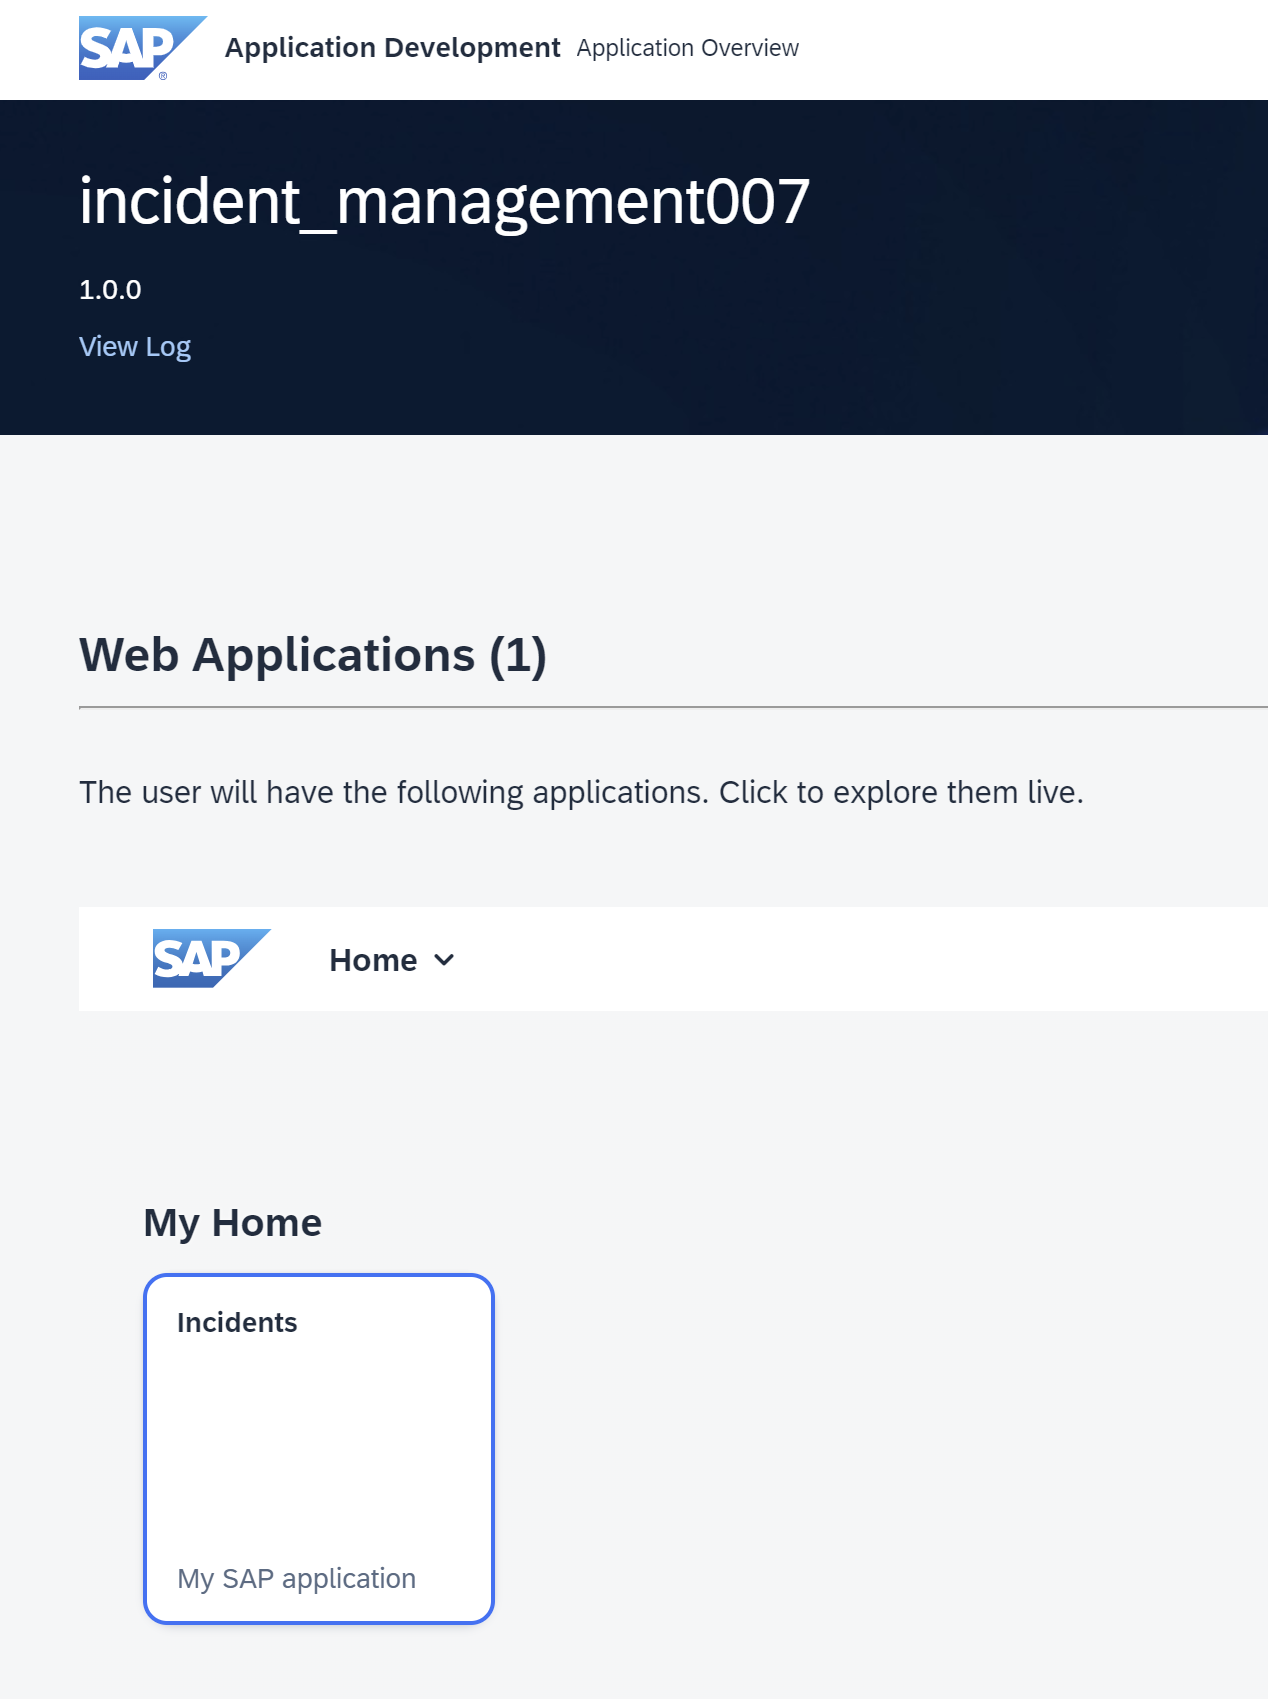 SAP ® Application Development Application Overview
incident_management007
1.0.0
View Log
Web Applications (1)
The user will have the following applications. Click to explore them live.
SAP Home
My Home
Incidents
My SAP application